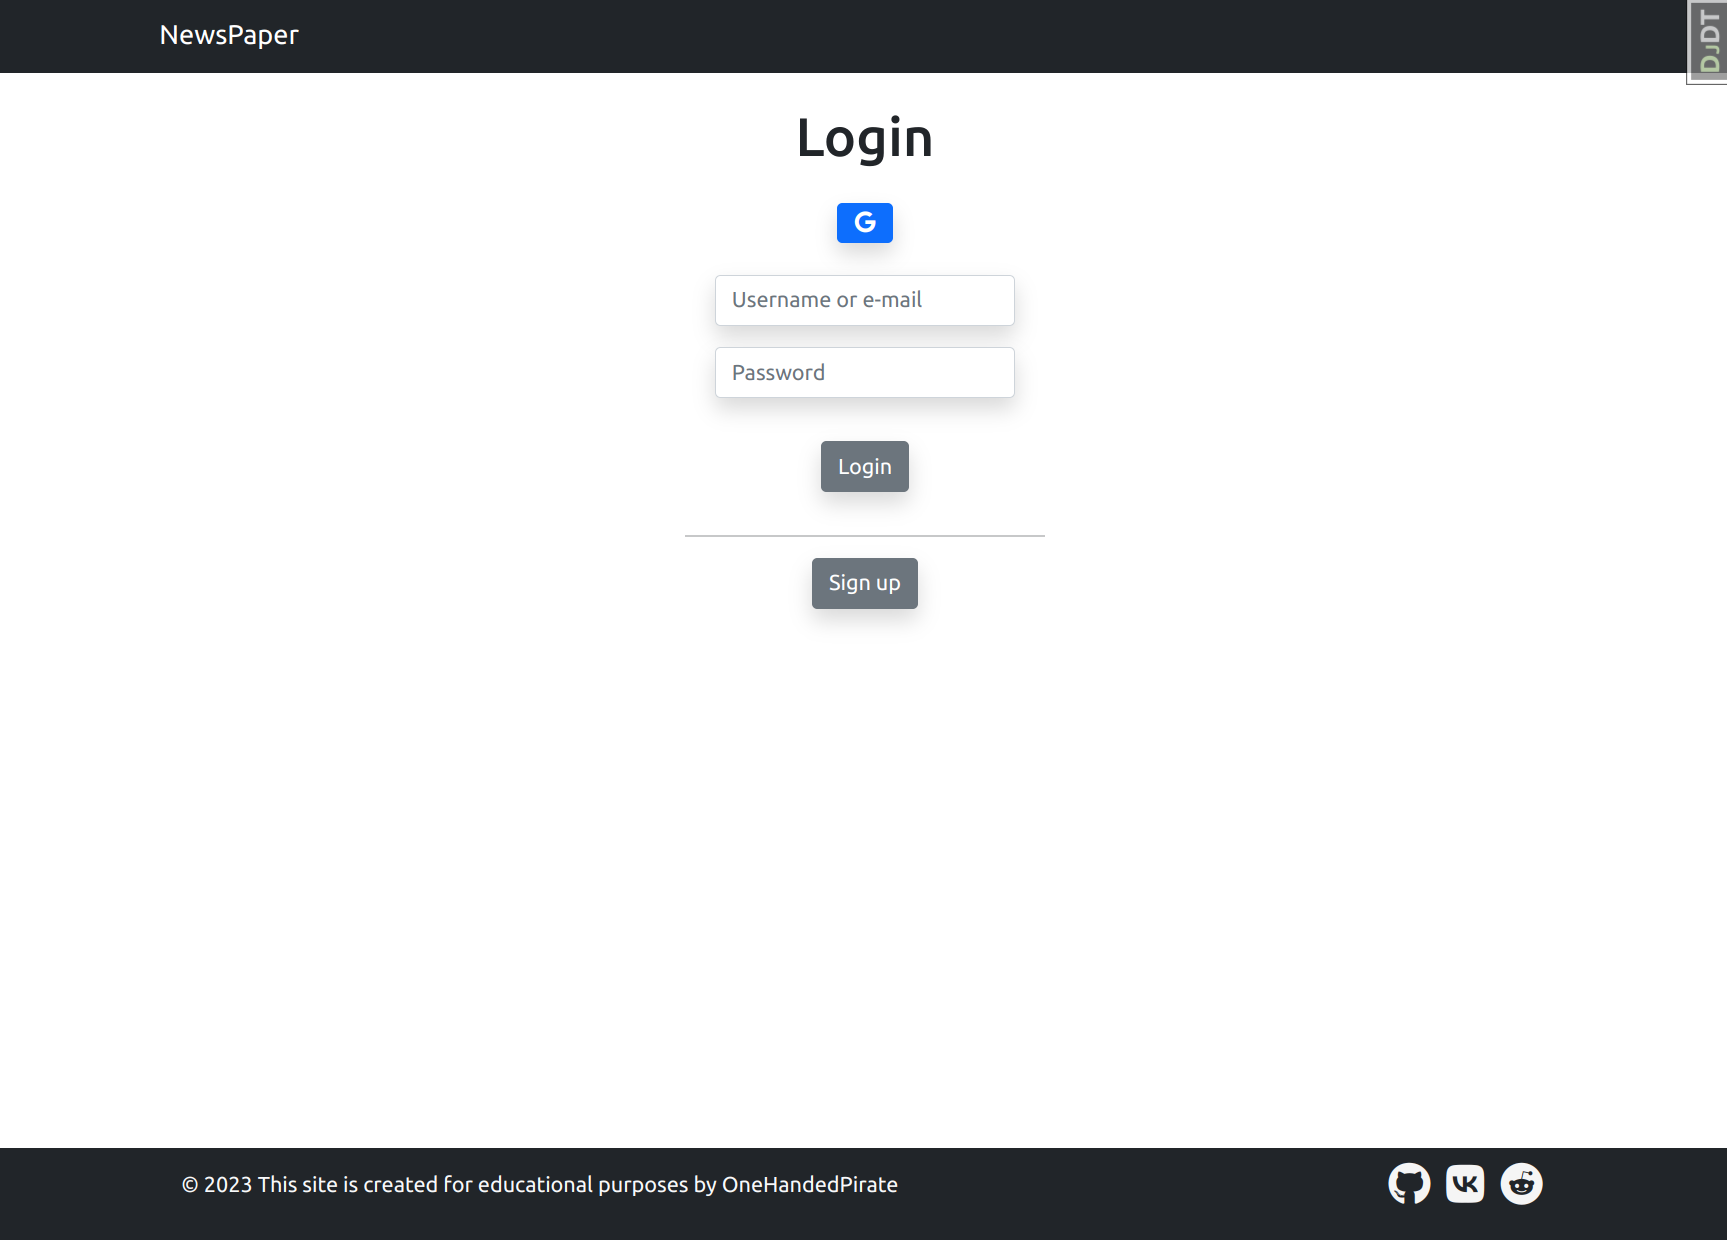 NewsPaper
DJDT
Login
G
Username or e-mail
Password
Login
Sign up
© 2023 This site is created for educational purposes by OneHandedPirate
VK